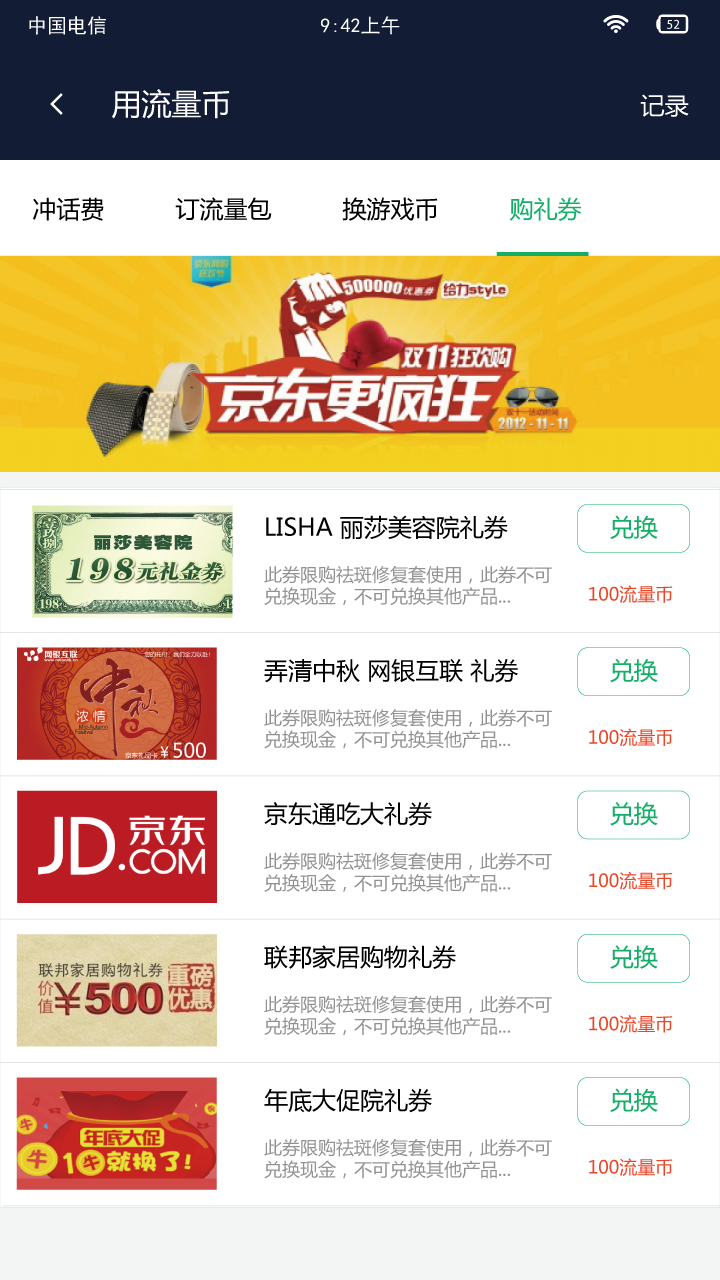 中国电信
9:42上午
52
用流量币
记录
冲话费
订流量包
换游戏币
购礼券
500000优惠券
给力style
双11狂欢购
京东更疯狂
双十一活动时间
2012-11-11
丽莎美容院
198元礼金券
198
LISHA 丽莎美容院礼券
兑换
此券限购祛斑修复套使用，此券不可
兑换现金，不可兑换其他产品...
100流量币
网银互联
中秋
浓情
Mid-Autumn
Festival
¥500
弄清中秋 网银互联 礼券
兑换
此券限购祛斑修复套使用，此券不可
兑换现金，不可兑换其他产品...
100流量币
JD.COM
京东
京东通吃大礼券
兑换
此券限购祛斑修复套使用，此券不可
兑换现金，不可兑换其他产品...
100流量币
联邦家居购物礼券
价值¥500
重磅
优惠
联邦家居购物礼券
兑换
此券限购祛斑修复套使用，此券不可
兑换现金，不可兑换其他产品...
100流量币
年底大促
1牛就换了!
牛
牛
年底大促院礼券
兑换
此券限购祛斑修复套使用，此券不可
兑换现金，不可兑换其他产品...
100流量币